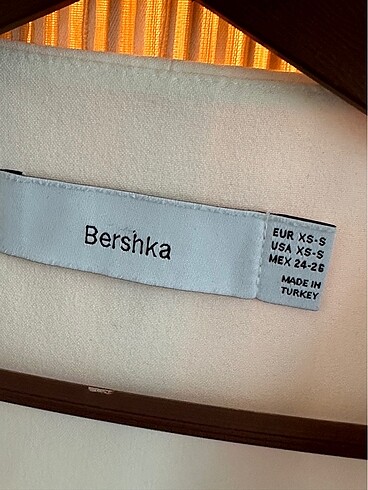 Bershka
EUR XS-S
USA XS-S
MEX 24-26
MADE IN
TURKEY